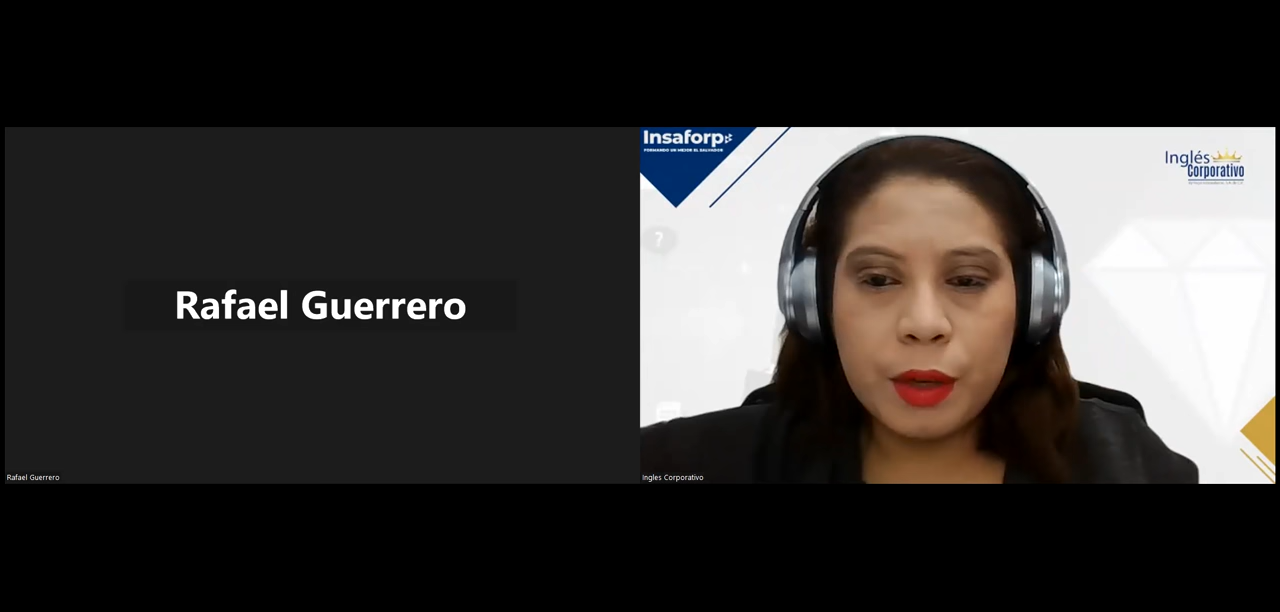 Rafael Guerrero
Rafael Guerrero
Insaforp
FORMANDO UN MEJOR EL SALVADOR
Inglés
Corporativo
?
Ingles Corporativo